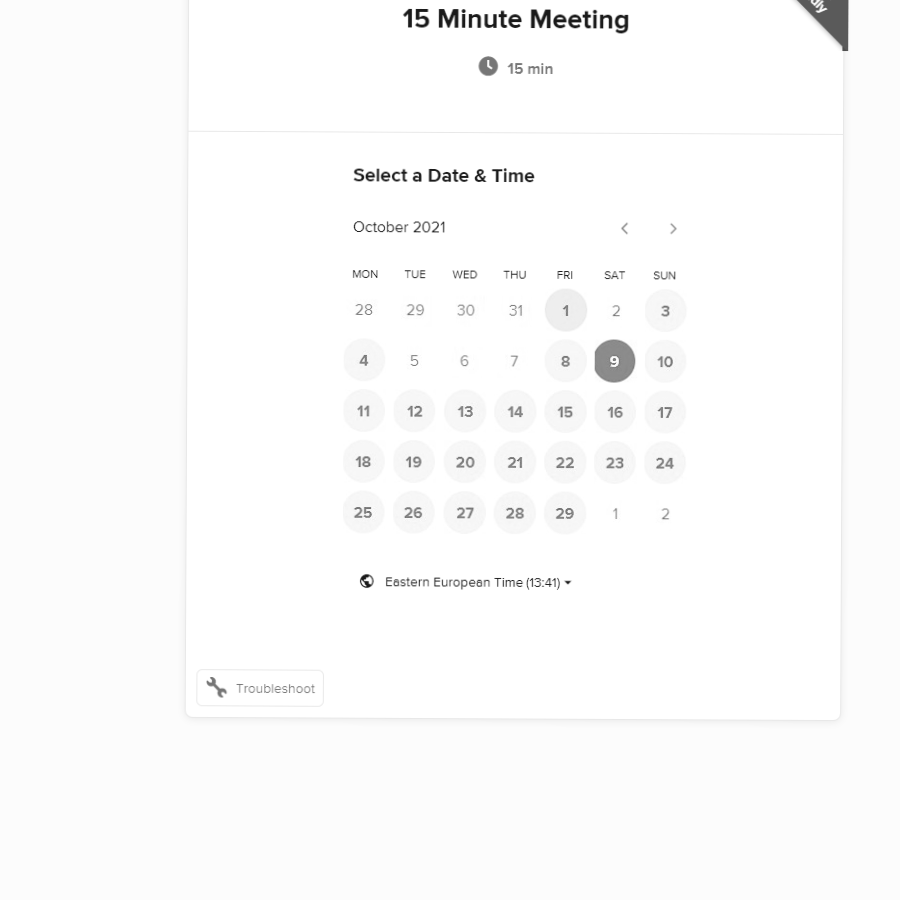 15 Minute Meeting
15 min
Select a Date & Time
October 2021
MON TUE WED THU FRI SAT SUN
28 29 30 31 1 2 3
4 5 6 7 8 9 10
11 12 13 14 15 16 17
18 19 20 21 22 23 24
25 26 27 28 29 1 2
Eastern European Time (13:41)
Troubleshoot